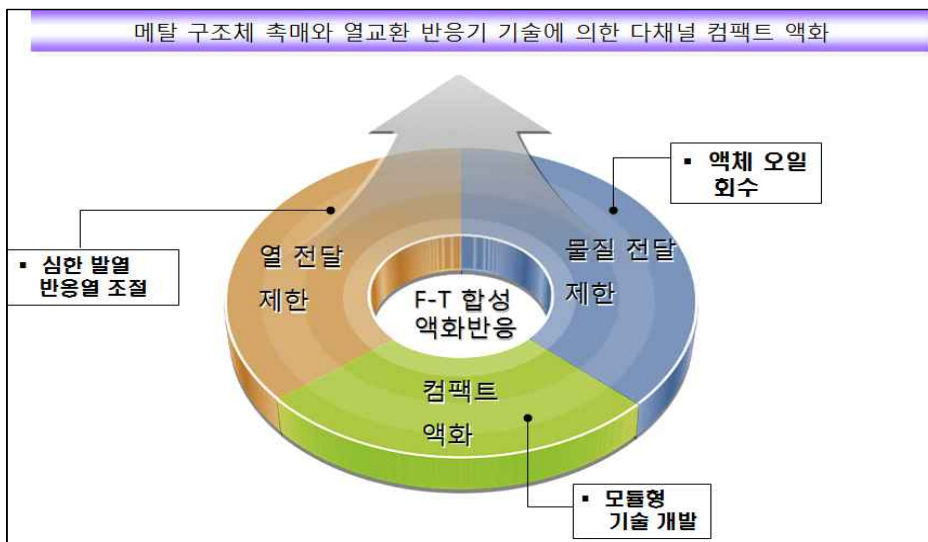 메탈 구조체 촉매와 열교환 반응기 기술에 의한 다채널 컴팩트 액화
▪ 액체 오일
회수
열 전달
제한
물질 전달
제한
▪ 심한 발열
반응열 조절
F-T 합성
액화반응
컴팩트
액화
▪ 모듈형
기술 개발